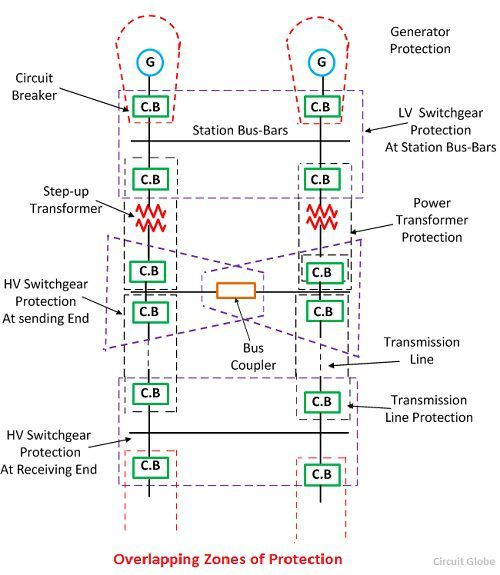 Generator
Protection
G
G
Circuit
Breaker
C.B
C.B
Station Bus-Bars
LV Switchgear
Protection
At Station Bus-Bars
C.B
C.B
Step-up
Transformer
Power
Transformer
Protection
C.B
C.B
HV Switchgear
Protection
At sending End
C.B
C.B
Bus
Coupler
Transmission
Line
C.B
C.B
Transmission
Line Protection
HV Switchgear
Protection
At Receiving End
C.B
C.B
Overlapping Zones of Protection
Circuit Globe